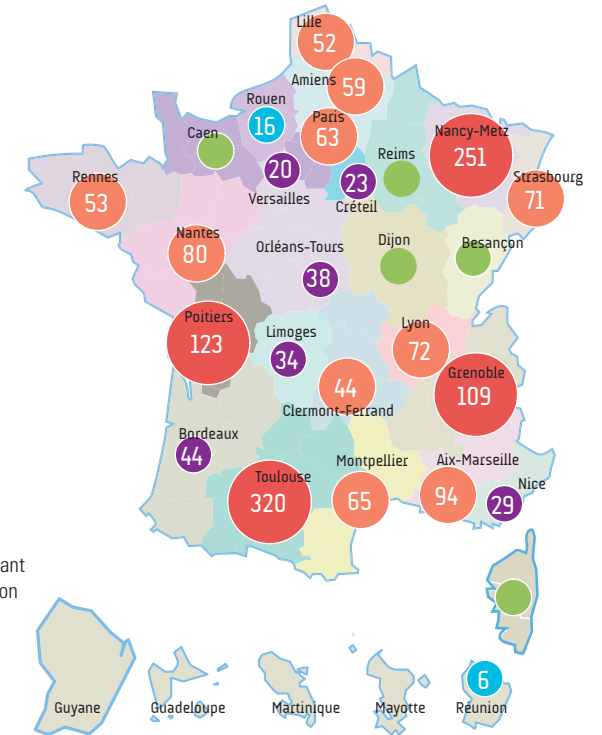 Lille
52
Amiens
59
Rouen
16
Paris
63
Caen
Nancy-Metz
251
Reims
20
Versailles
23
Créteil
Rennes
53
Strasbourg
71
Nantes
80
Orléans-Tours
38
Dijon
Besançon
Poitiers
123
Limoges
34
Lyon
72
Grenoble
109
44
Clermont-Ferrand
Bordeaux
44
Toulouse
320
Montpellier
65
Aix-Marseille
94
Nice
29
ant
on
6
Guyane
Guadeloupe
Martinique
Mayotte
Réunion